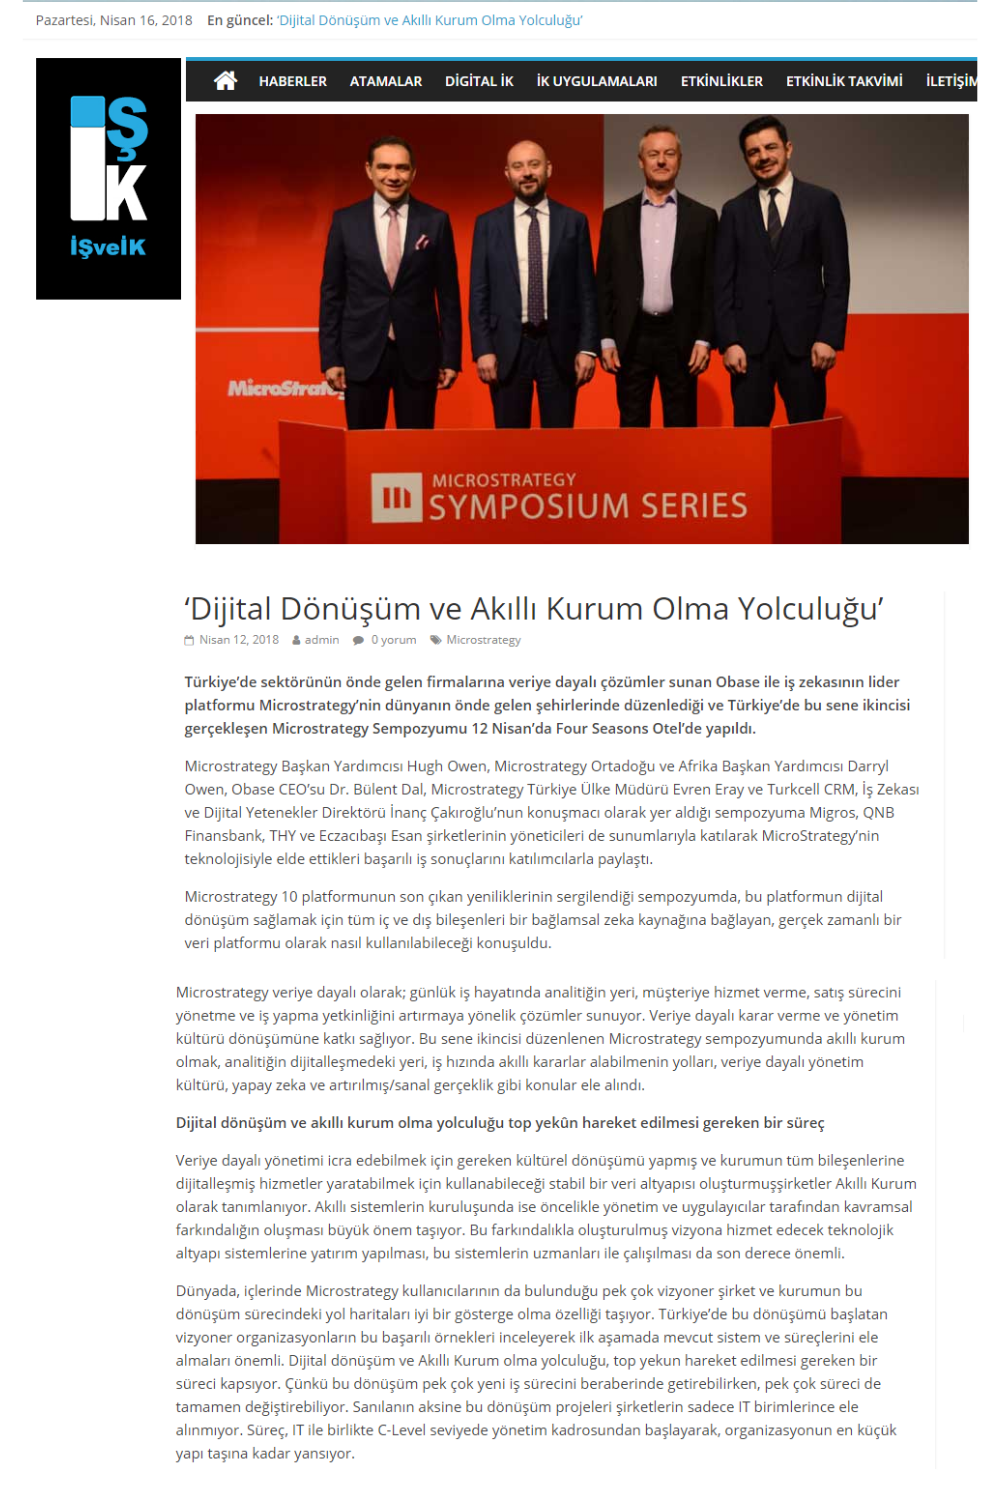 Pazartesi, Nisan 16, 2018 En güncel: ‘Dijital Dönüşüm ve Akıllı Kurum Olma Yolculuğu’
HABERLER ATAMALAR DİGİTAL İK İK UYGULAMALARI ETKİNLİKLER ETKİNLİK TAKVİMİ İLETİŞİM
İŞ
K
İŞveİK
MicroStrate
MICROSTRATEGY
SYMPOSIUM SERIES
‘Dijital Dönüşüm ve Akıllı Kurum Olma Yolculuğu’
Nisan 12, 2018 admin 0 yorum Microstrategy
Türkiye’de sektörünün önde gelen firmalarına veriye dayalı çözümler sunan Obase ile iş zekasının lider
platformu Microstrategy’nin dünyanın önde gelen şehirlerinde düzenlediği ve Türkiye’de bu sene ikincisi
gerçekleşen Microstrategy Sempozyumu 12 Nisan’da Four Seasons Otel’de yapıldı.
Microstrategy Başkan Yardımcısı Hugh Owen, Microstrategy Ortadoğu ve Afrika Başkan Yardımcısı Darryl
Owen, Obase CEO’su Dr. Bülent Dal, Microstrategy Türkiye Ülke Müdürü Evren Eray ve Turkcell CRM, İş Zekası
ve Dijital Yetenekler Direktörü İnanç Çakıroğlu’nun konuşmacı olarak yer aldığı sempozyuma Migros, QNB
Finansbank, THY ve Eczacıbaşı Esan şirketlerinin yöneticileri de sunumlarıyla katılarak MicroStrategy’nin
teknolojisiyle elde ettikleri başarılı iş sonuçlarını katılımcılarla paylaştı.
Microstrategy 10 platformunun son çıkan yeniliklerinin sergilendiği sempozyumda, bu platformun dijital
dönüşüm sağlamak için tüm iç ve dış bileşenleri bir bağlamsal zeka kaynağına bağlayan, gerçek zamanlı bir
veri platformu olarak nasıl kullanılabileceği konuşuldu.
Microstrategy veriye dayalı olarak; günlük iş hayatında analitiğin yeri, müşteriye hizmet verme, satış sürecini
yönetme ve iş yapma yetkinliğini artırmaya yönelik çözümler sunuyor. Veriye dayalı karar verme ve yönetim
kültürü dönüşümüne katkı sağlıyor. Bu sene ikincisi düzenlenen Microstrategy sempozyumunda akıllı kurum
olmak, analitiğin dijitalleşmedeki yeri, iş hızında akıllı kararlar alabilmenin yolları, veriye dayalı yönetim
kültürü, yapay zeka ve artırılmış/sanal gerçeklik gibi konular ele alındı.
Dijital dönüşüm ve akıllı kurum olma yolculuğu top yekûn hareket edilmesi gereken bir süreç
Veriye dayalı yönetimi icra edebilmek için gereken kültürel dönüşümü yapmış ve kurumun tüm bileşenlerine
dijitalleşmiş hizmetler yaratabilmek için kullanabileceği stabil bir veri altyapısı oluşturmuşşirketler Akıllı Kurum
olarak tanımlanıyor. Akıllı sistemlerin kuruluşunda ise öncelikle yönetim ve uygulayıcılar tarafından kavramsal
farkındalığın oluşması büyük önem taşıyor. Bu farkındalıkla oluşturulmuş vizyona hizmet edecek teknolojik
altyapı sistemlerine yatırım yapılması, bu sistemlerin uzmanları ile çalışılması da son derece önemli.
Dünyada, içlerinde Microstrategy kullanıcılarının da bulunduğu pek çok vizyoner şirket ve kurumun bu
dönüşüm sürecindeki yol haritaları iyi bir gösterge olma özelliği taşıyor. Türkiye’de bu dönüşümü başlatan
vizyoner organizasyonların bu başarılı örnekleri inceleyerek ilk aşamada mevcut sistem ve süreçlerini ele
almaları önemli. Dijital dönüşüm ve Akıllı Kurum olma yolculuğu, top yekun hareket edilmesi gereken bir
süreci kapsıyor. Çünkü bu dönüşüm pek çok yeni iş sürecini beraberinde getirebilirken, pek çok süreci de
tamamen değiştirebiliyor. Sanılanın aksine bu dönüşüm projeleri şirketlerin sadece IT birimlerince ele
alınmıyor. Süreç, IT ile birlikte C-Level seviyede yönetim kadrosundan başlayarak, organizasyonun en küçük
yapı taşına kadar yansıyor.